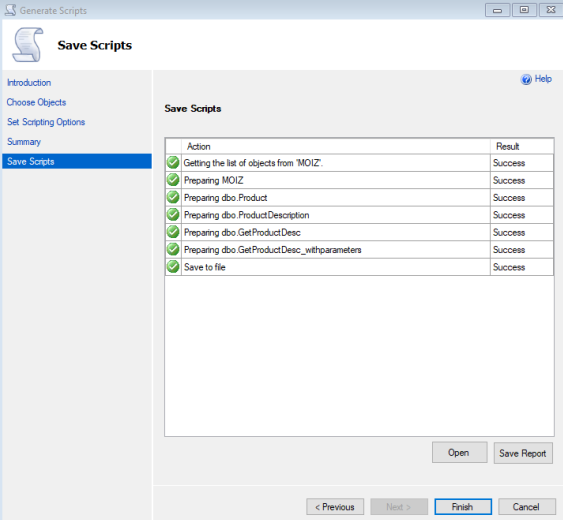 Generate Scripts
Save Scripts
Help
Introduction
Choose Objects
Set Scripting Options
Summary
Save Scripts
Save Scripts
Action Result
Getting the list of objects from 'MOIZ'. Success
Preparing MOIZ Success
Preparing dbo.Product Success
Preparing dbo.ProductDescription Success
Preparing dbo.GetProductDesc Success
Preparing dbo.GetProductDesc_withparameters Success
Save to file Success
Open Save Report
< Previous Next > Finish Cancel